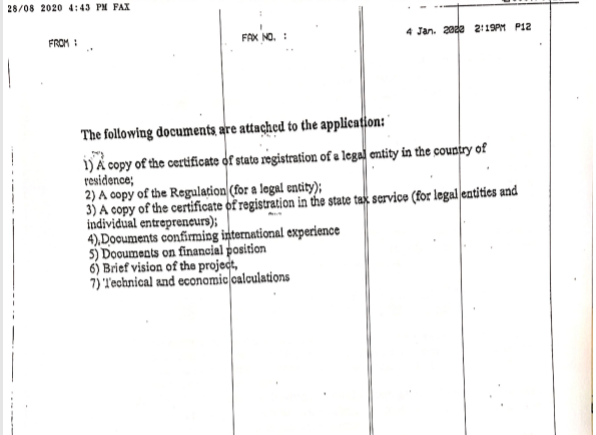 28/08 2020 4:43 PM FAX
FROM :
FAX NO. :
4 Jan. 2020 2:19PM P12
The following documents are attached to the application:
1) A copy of the certificate of state registration of a legal entity in the country of
residence;
2) A copy of the Regulation (for a legal entity);
3) A copy of the certificate of registration in the state tax service (for legal entities and
individual entrepreneurs);
4) Documents confirming international experience
5) Documents on financial position
6) Brief vision of the project,
7) Technical and economic calculations